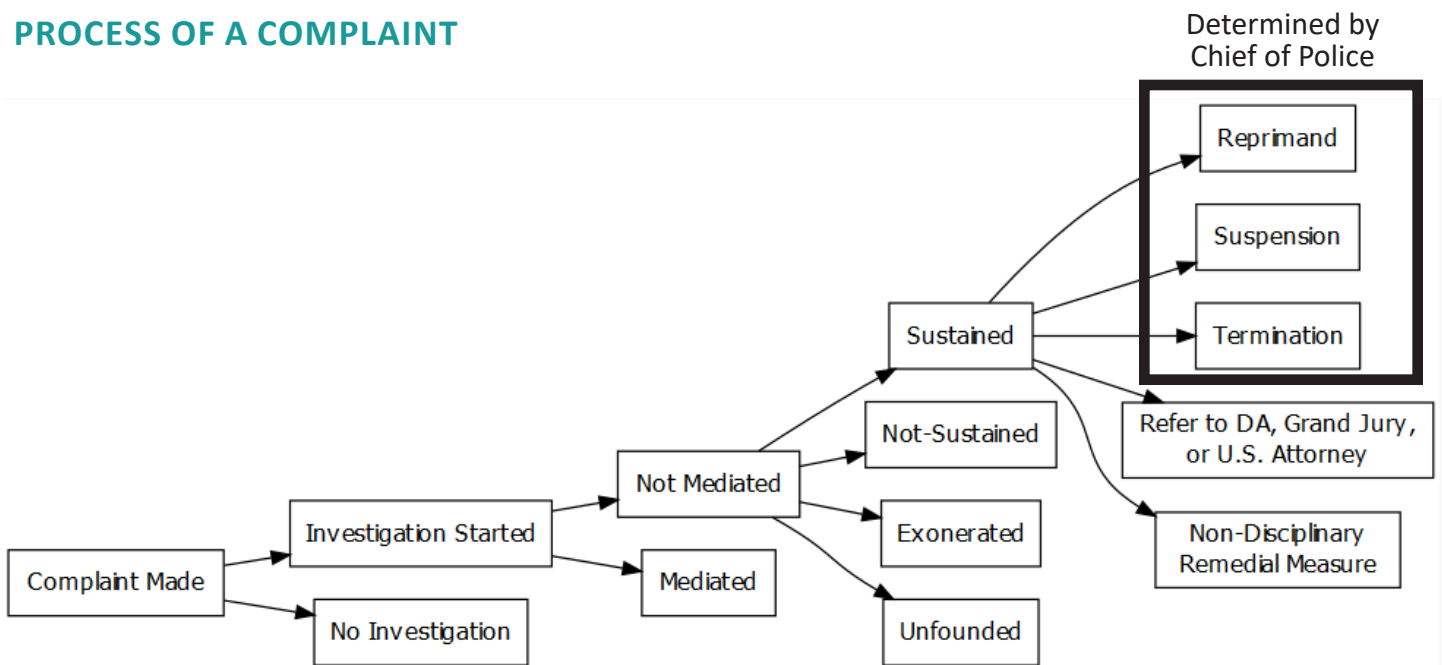 PROCESS OF A COMPLAINT
Determined by
Chief of Police
Reprimand
Suspension
Sustained
Termination
Not-Sustained
Refer to DA, Grand Jury,
or U.S. Attorney
Not Mediated
Investigation Started
Exonerated
Non-Disciplinary
Remedial Measure
Complaint Made
Mediated
No Investigation
Unfounded